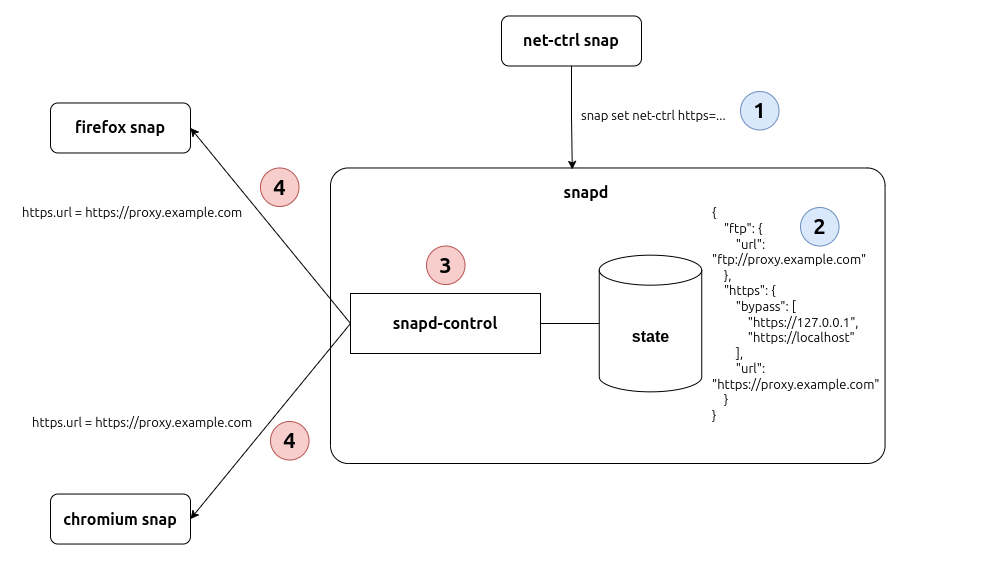 net-ctrl snap
snap set net-ctrl https=...
1
firefox snap
4
https.url = https://proxy.example.com
snapd
2
{
"ftp": {
"url":
"ftp://proxy.example.com"
},
"https": {
"bypass": [
"https://127.0.0.1",
"https://localhost"
],
"url":
"https://proxy.example.com"
}
}
3
snapd-control
state
https.url = https://proxy.example.com
4
chromium snap